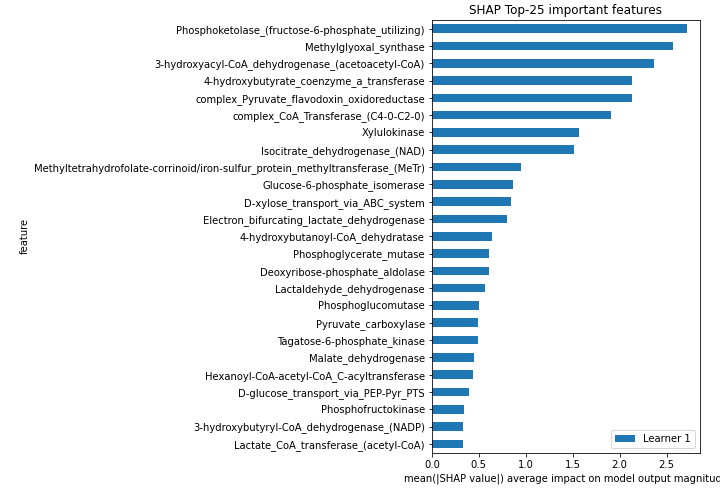 SHAP Top-25 important features
Phosphoketolase_(fructose-6-phosphate_utilizing)
Methylglyoxal_synthase
3-hydroxyacyl-CoA_dehydrogenase_(acetoacetyl-CoA)
4-hydroxybutyrate_coenzyme_a_transferase
complex_Pyruvate_flavodoxin_oxidoreductase
complex_CoA_Transferase_(C4-0-C2-0)
Xylulokinase
Isocitrate_dehydrogenase_(NAD)
Methyltetrahydrofolate-corrinoid/iron-sulfur_protein_methyltransferase_(MeTr)
Glucose-6-phosphate_isomerase
D-xylose_transport_via_ABC_system
Electron_bifurcating_lactate_dehydrogenase
4-hydroxybutanoyl-CoA_dehydratase
Phosphoglycerate_mutase
Deoxyribose-phosphate_aldolase
Lactaldehyde_dehydrogenase
Phosphoglucomutase
Pyruvate_carboxylase
Tagatose-6-phosphate_kinase
Malate_dehydrogenase
Hexanoyl-CoA-acetyl-CoA_C-acyltransferase
D-glucose_transport_via_PEP-Pyr_PTS
Phosphofructokinase
3-hydroxybutyryl-CoA_dehydrogenase_(NADP)
Lactate_CoA_transferase_(acetyl-CoA)
feature
Learner 1
0.0 0.5 1.0 1.5 2.0 2.5
mean(|SHAP value|) average impact on model output magnitud